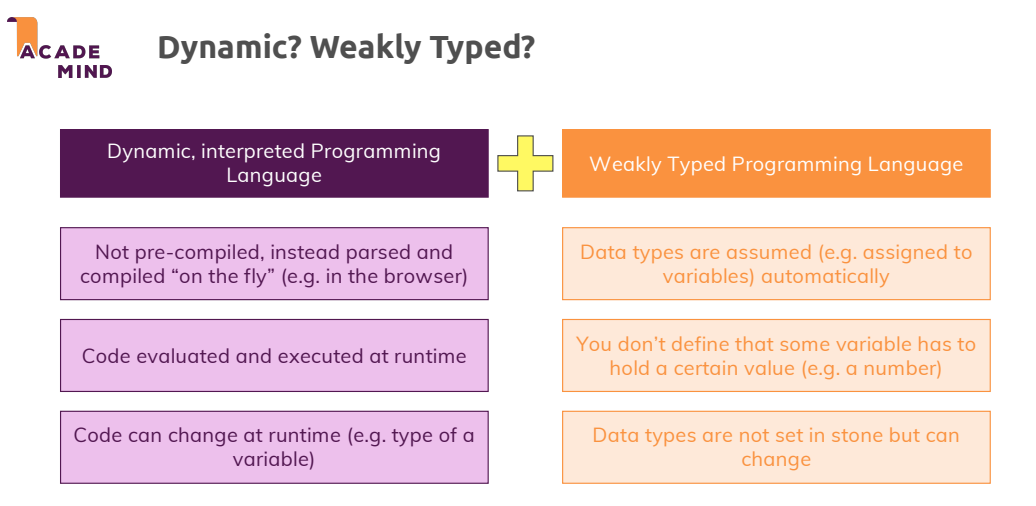 ACADE
MIND
Dynamic? Weakly Typed?
Dynamic, interpreted Programming
Language
Weakly Typed Programming Language
Not pre-compiled, instead parsed and
compiled “on the fly” (e.g. in the browser)
Data types are assumed (e.g. assigned to
variables) automatically
Code evaluated and executed at runtime
You don’t define that some variable has to
hold a certain value (e.g. a number)
Code can change at runtime (e.g. type of a
variable)
Data types are not set in stone but can
change